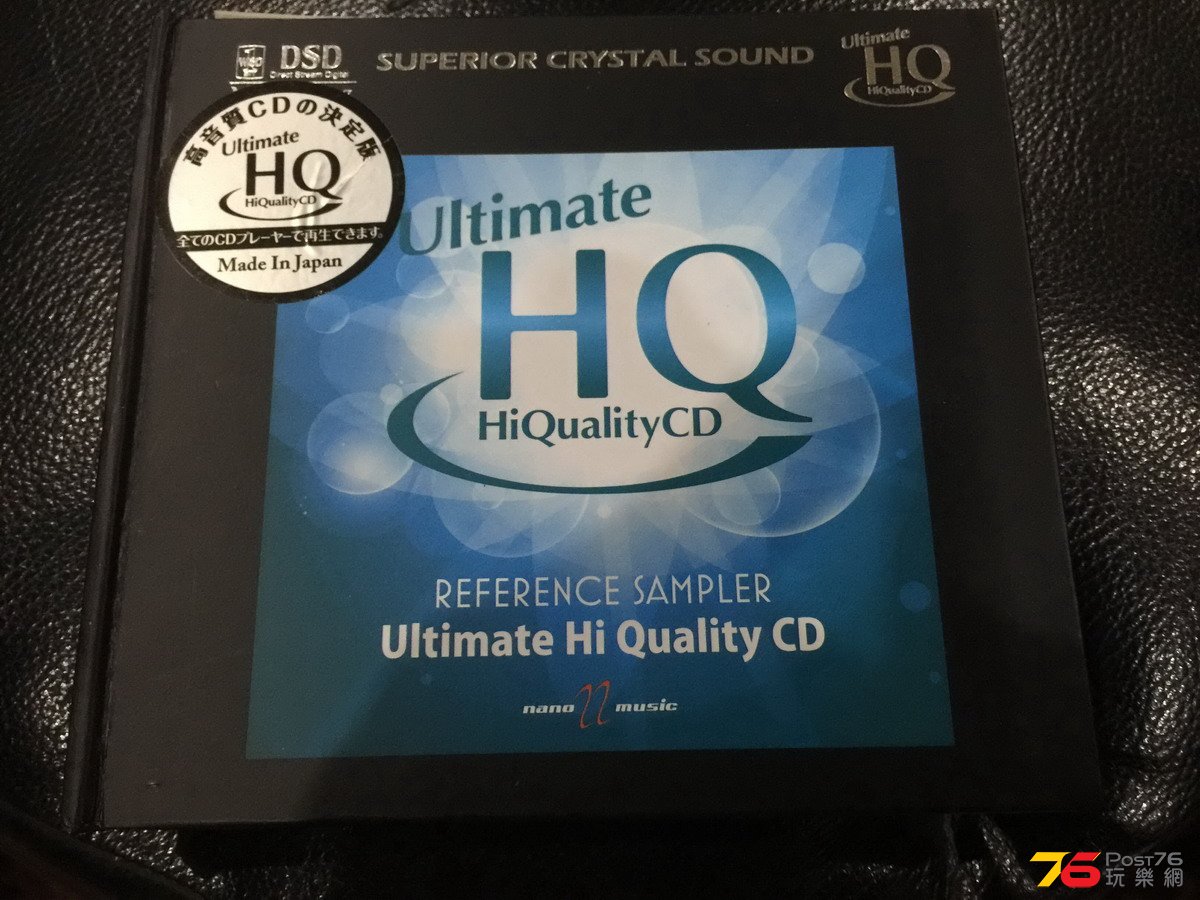 DSD
Direct Stream Digital
SUPERIOR CRYSTAL SOUND
Ultimate
HQ
HiQualityCD
高音質CDの決定版
Ultimate
HQ
HiQualityCD
全てのCDプレーヤーで再生できます。
Made In Japan
Ultimate
HQ
HiQualityCD
REFERENCE SAMPLER
Ultimate Hi Quality CD
nano music
76 POST76
玩樂網